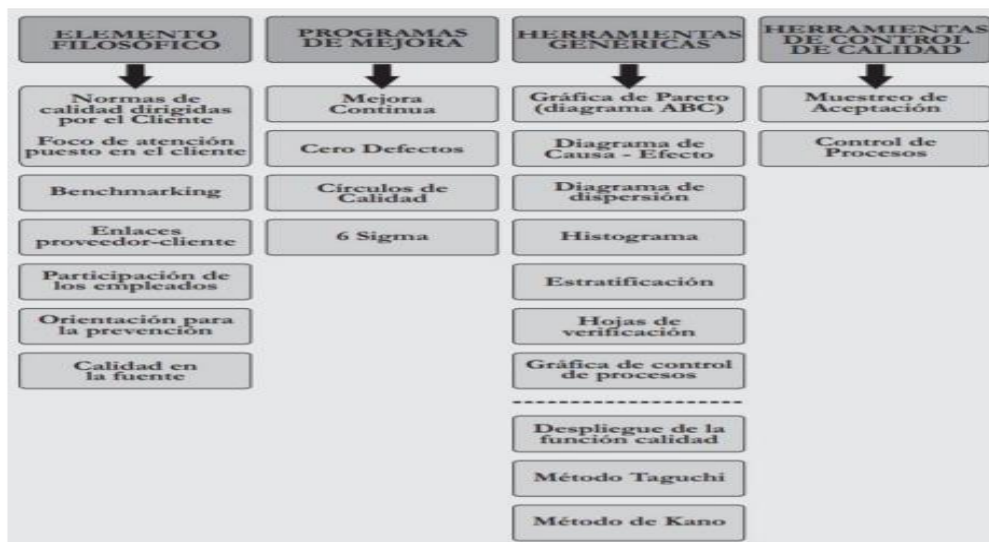 ELEMENTO
FILOSÓFICO
Normas de
calidad dirigidas
por el Cliente
Foco de atención
puesto en el cliente
Benchmarking
Enlaces
proveedor-cliente
Participación de
los empleados
Orientación para
la prevención
Calidad en
la fuente
PROGRAMAS
DE MEJORA
Mejora
Continua
Cero Defectos
Círculos de
Calidad
6 Sigma
HERRAMIENTAS
GENÉRICAS
Gráfica de Pareto
(diagrama ABC)
Diagrama de
Causa - Efecto
Diagrama de
dispersión
Histograma
Estratificación
Hojas de
verificación
Gráfica de control
de procesos
Despliegue de la
función calidad
Método Taguchi
Método de Kano
HERRAMIENTAS
DE CONTROL
DE CALIDAD
Muestreo de
Aceptación
Control de
Procesos